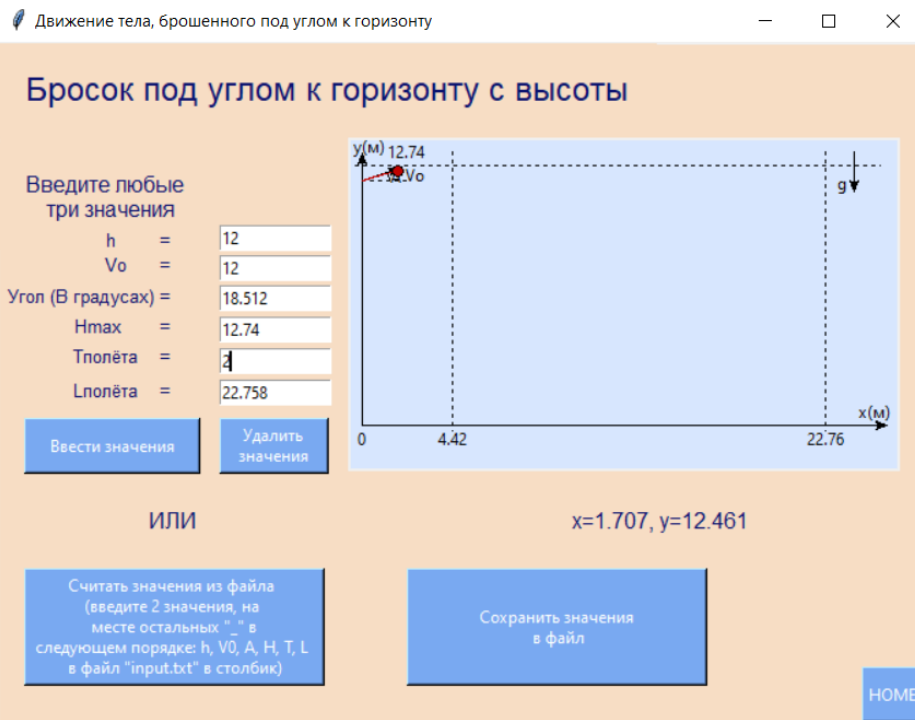 Движение тела, брошенного под углом к горизонту
Бросок под углом к горизонту с высоты
Введите любые
три значения
h = 12
Vo = 12
Угол (В градусах) = 18.512
Hmax = 12.74
Tполёта = 2
Lполёта = 22.758
Ввести значения
Удалить
значения
y(м) 12.74
Vo
g
x(м)
0 4.42 22.76
ИЛИ
x=1.707, y=12.461
Считать значения из файла
(введите 2 значения, на
месте остальных "_" в
следующем порядке: h, V0, A, H, T, L
в файл "input.txt" в столбик)
Сохранить значения
в файл
HOME